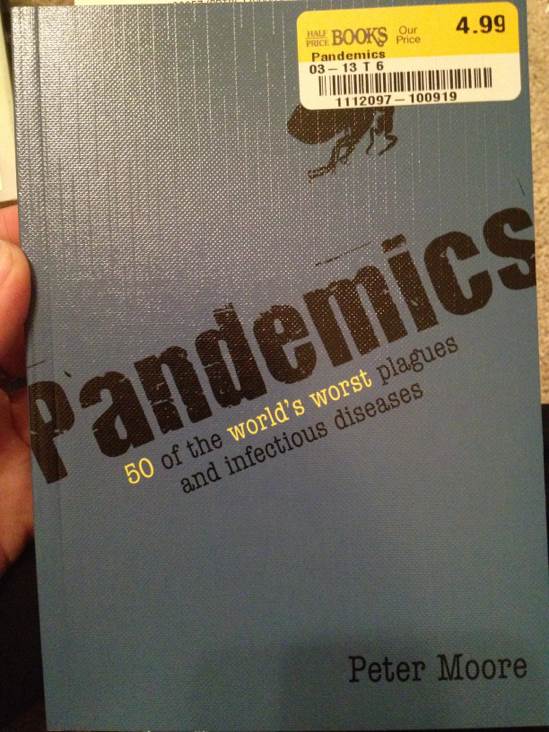 HALF PRICE BOOKS Our Price 4.99
Pandemics
03-13 T 6
1112097-100919
Pandemics
50 of the world's worst plagues
and infectious diseases
Peter Moore